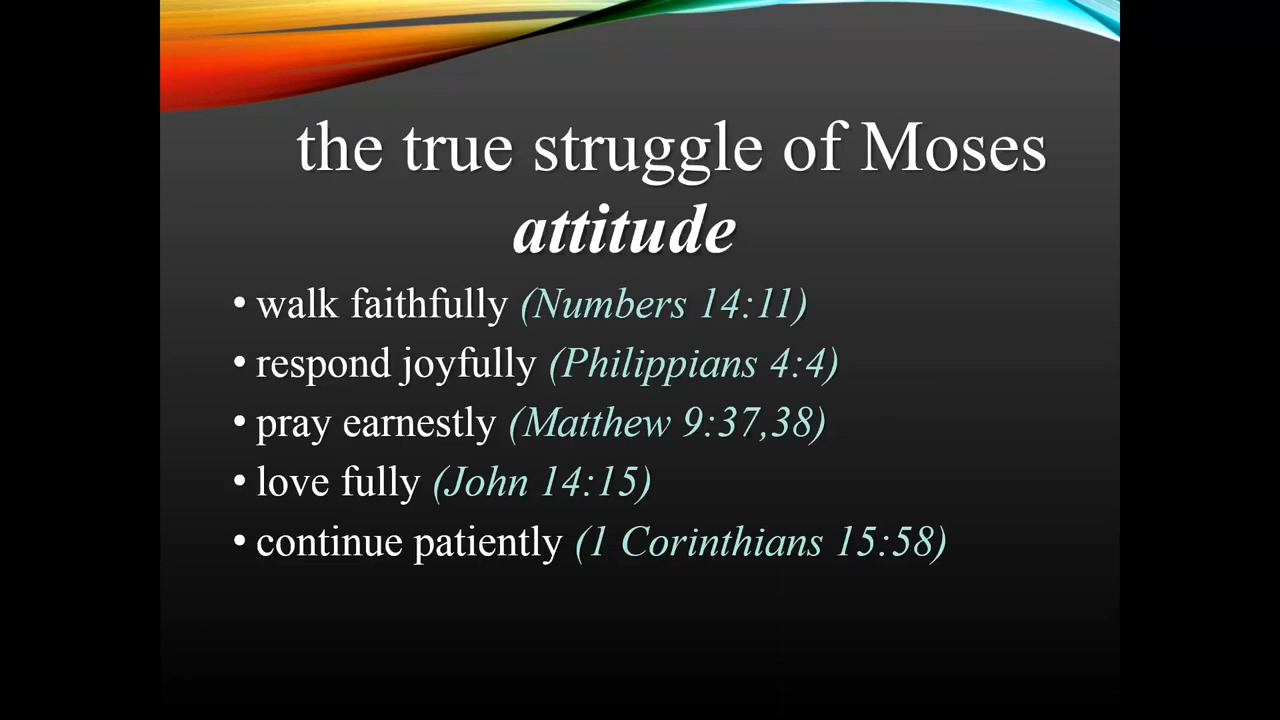 the true struggle of Moses
attitude
• walk faithfully (Numbers 14:11)
• respond joyfully (Philippians 4:4)
• pray earnestly (Matthew 9:37,38)
• love fully (John 14:15)
• continue patiently (1 Corinthians 15:58)